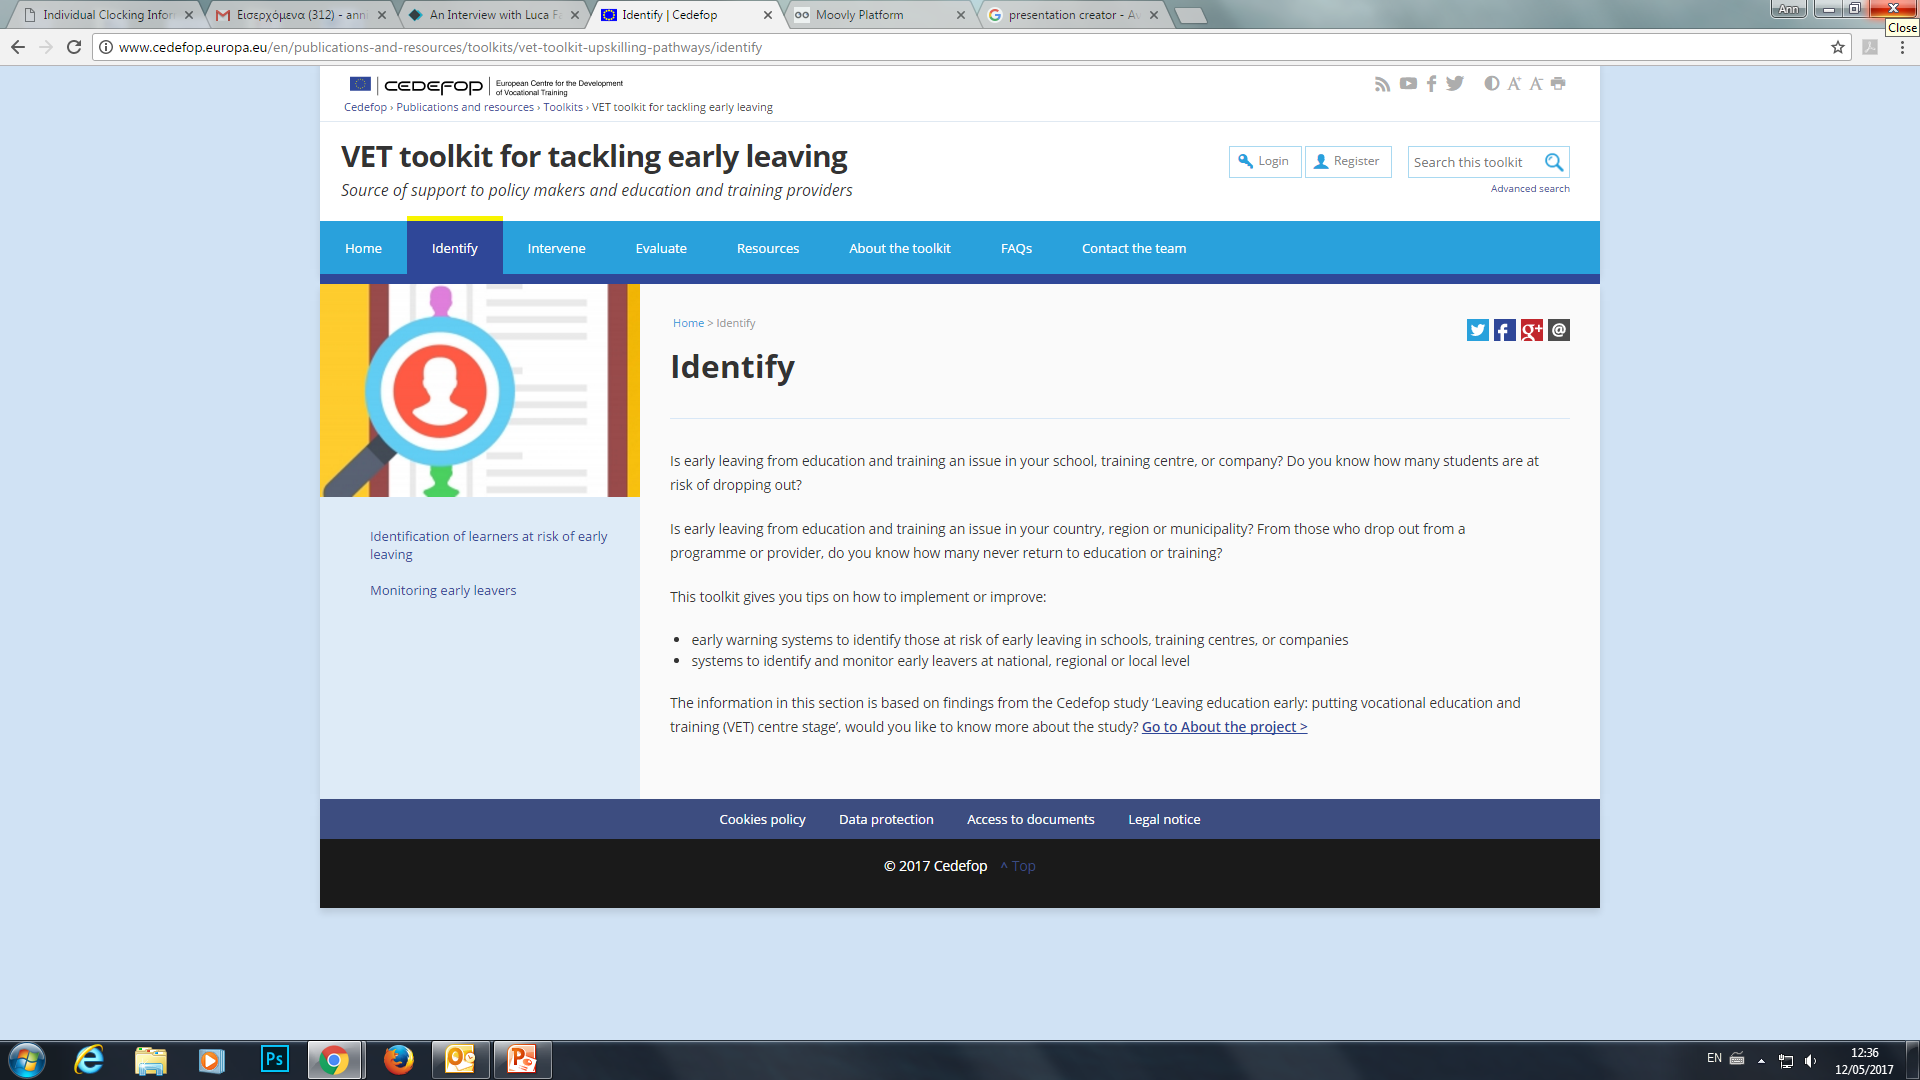 Individual Clocking Infor
Εισερχόμενα (312) - ann
An Interview with Luca Fa
Identify | Cedefop
Moovly Platform
presentation creator - Av
Ann
Close
www.cedefop.europa.eu/en/publications-and-resources/toolkits/vet-toolkit-upskilling-pathways/identify
CEDEFOP
European Centre for the Development
of Vocational Training
Cedefop › Publications and resources › Toolkits › VET toolkit for tackling early leaving
VET toolkit for tackling early leaving
Source of support to policy makers and education and training providers
Login
Register
Search this toolkit
Advanced search
Home
Identify
Intervene
Evaluate
Resources
About the toolkit
FAQs
Contact the team
Home > Identify
Identify
Is early leaving from education and training an issue in your school, training centre, or company? Do you know how many students are at
risk of dropping out?
Is early leaving from education and training an issue in your country, region or municipality? From those who drop out from a
programme or provider, do you know how many never return to education or training?
This toolkit gives you tips on how to implement or improve:
• early warning systems to identify those at risk of early leaving in schools, training centres, or companies
• systems to identify and monitor early leavers at national, regional or local level
The information in this section is based on findings from the Cedefop study ‘Leaving education early: putting vocational education and
training (VET) centre stage’, would you like to know more about the study? Go to About the project >
Identification of learners at risk of early
leaving
Monitoring early leavers
Cookies policy
Data protection
Access to documents
Legal notice
© 2017 Cedefop
^ Top
Ps
EN
12:36
12/05/2017